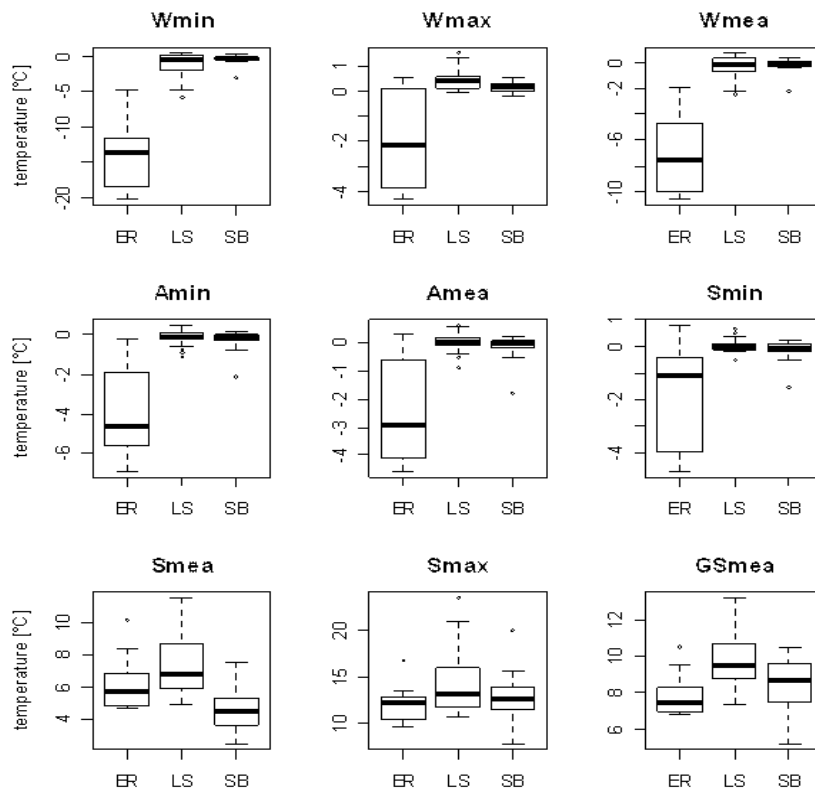 Wmin
Wmax
Wmea
temperature [°C]
0
-5
-10
-20
1
0
-2
-4
0
-2
-6
-10
ER LS SB
ER LS SB
ER LS SB
Amin
Amea
Smin
temperature [°C]
0
-2
-4
-6
0
-1
-3
-4
0
-2
-4
ER LS SB
ER LS SB
ER LS SB
Smea
Smax
GSmea
temperature [°C]
10
8
6
4
20
15
10
12
10
8
6
ER LS SB
ER LS SB
ER LS SB